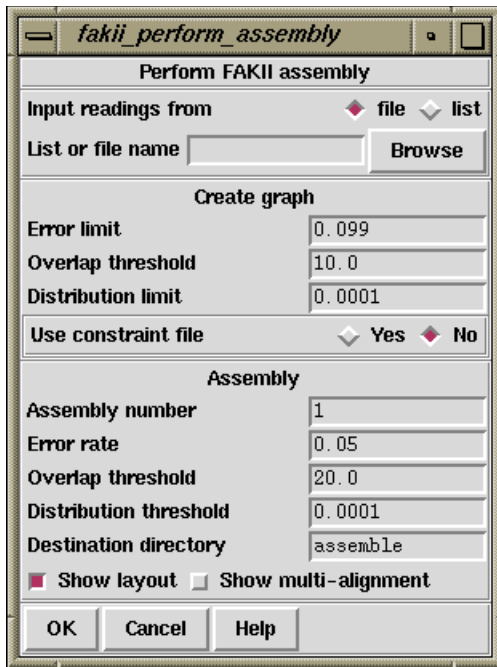 fakii_perform_assembly
Perform FAKII assembly
Input readings from file list
List or file name Browse
Create graph
Error limit 0.099
Overlap threshold 10.0
Distribution limit 0.0001
Use constraint file Yes No
Assembly
Assembly number 1
Error rate 0.05
Overlap threshold 20.0
Distribution threshold 0.0001
Destination directory assemble
Show layout Show multi-alignment
OK Cancel Help